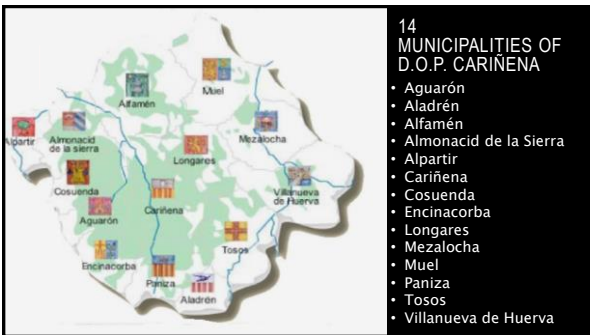 Muel
Alfamén
Alpartir
Almonacid
de la sierra
Mezalocha
Longares
Cosuenda
Villanueva
de Huerva
Cariñena
Aguarón
Tosos
Encinacorba
Paniza
Aladrén
14
MUNICIPALITIES OF
D.O.P. CARIÑENA
• Aguarón
• Aladrén
• Alfamén
• Almonacid de la Sierra
• Alpartir
• Cariñena
• Cosuenda
• Encinacorba
• Longares
• Mezalocha
• Muel
• Paniza
• Tosos
• Villanueva de Huerva